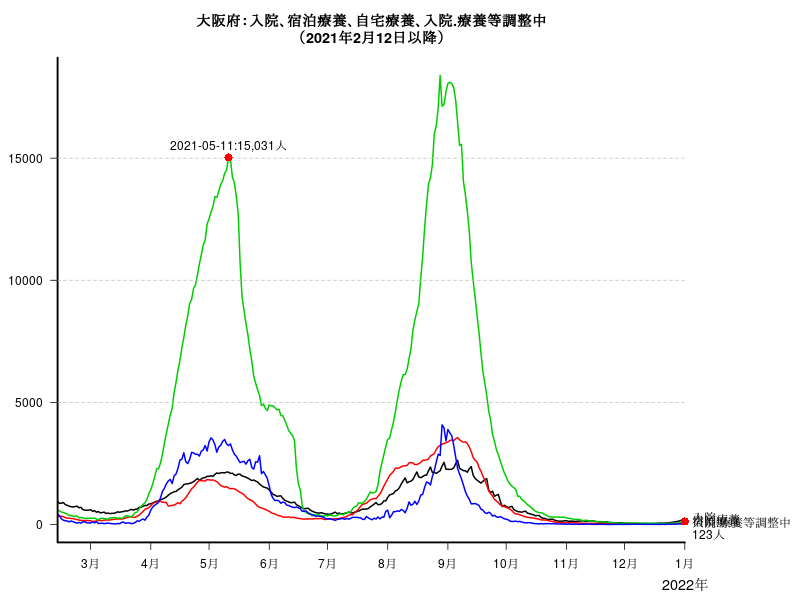 大阪府：入院、宿泊療養、自宅療養、入院.療養等調整中
（2021年2月12日以降）
2021-05-11:15,031人
15000
10000
5000
0
入院,療養等調整中
123人
3月 4月 5月 6月 7月 8月 9月 10月 11月 12月 1月
2022年